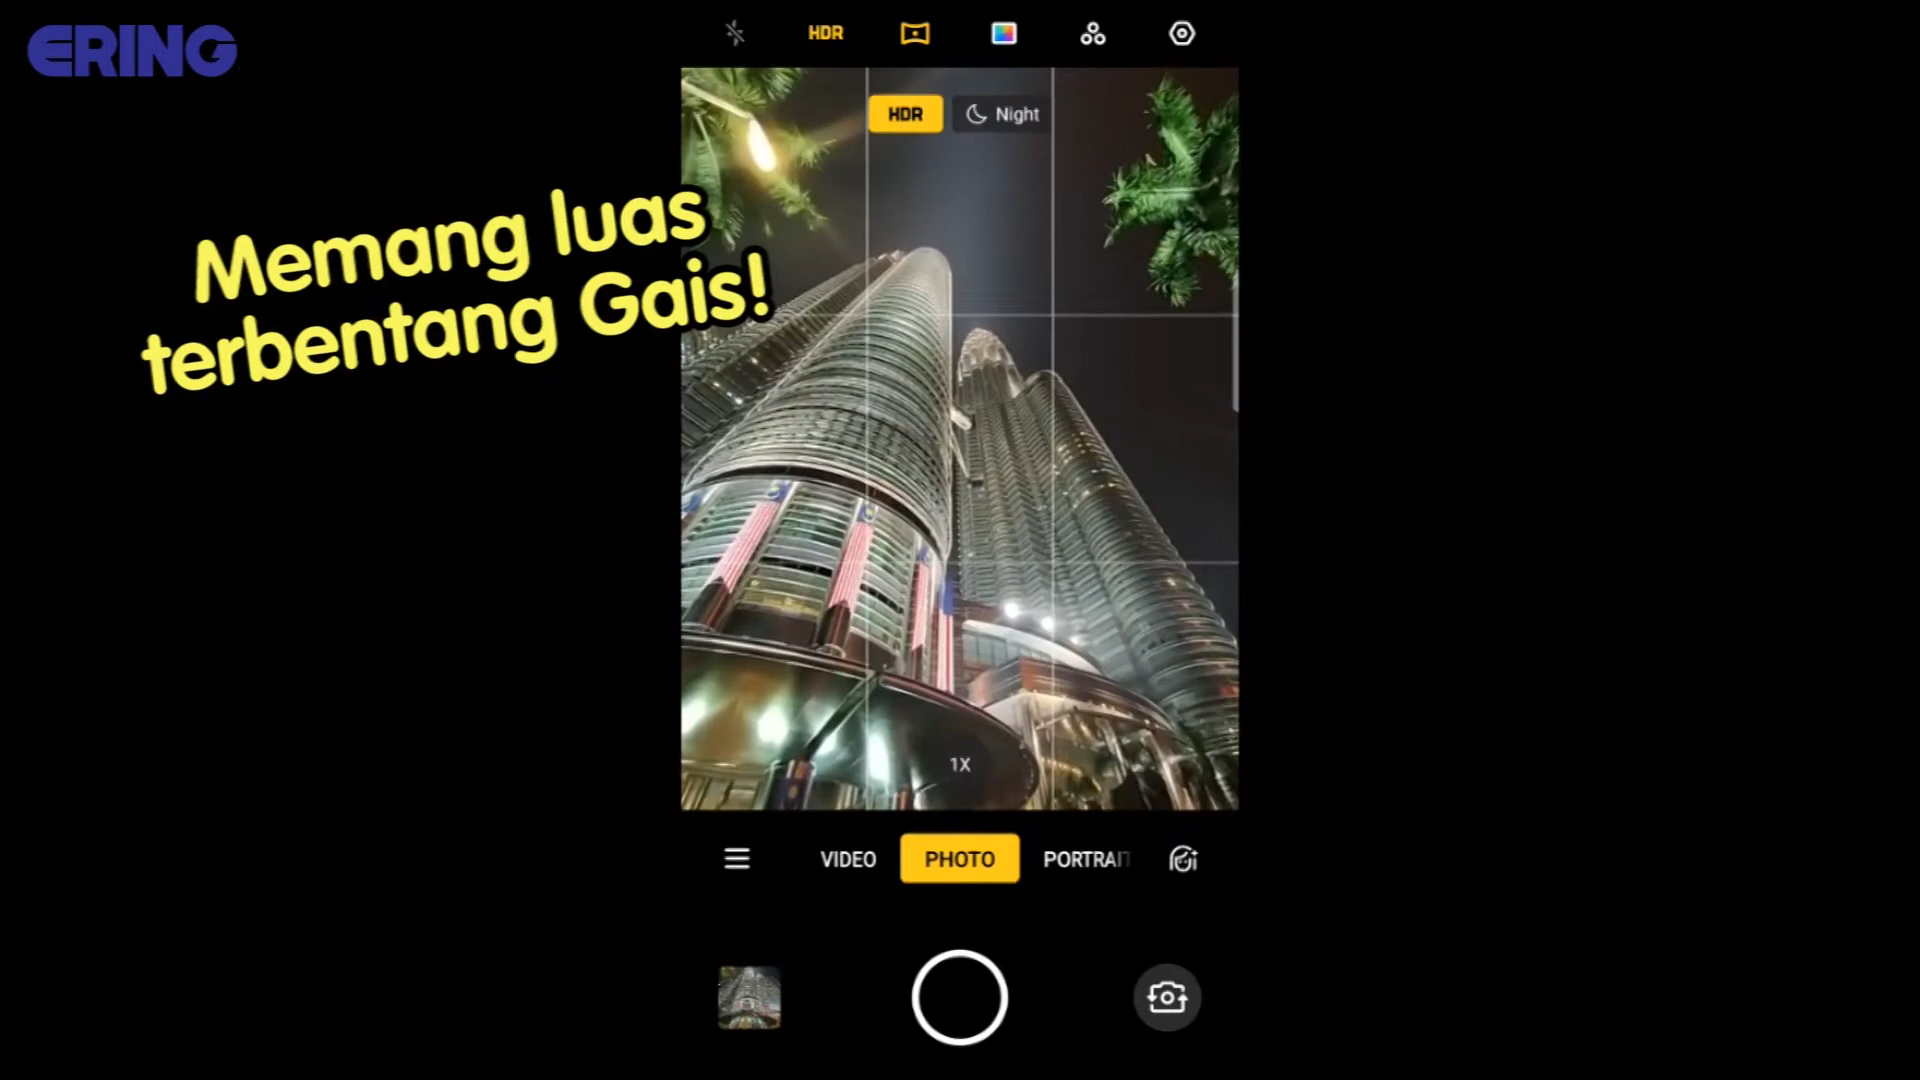 ERING
HDR
HDR
Night
Memang luas
terbentang Gais!
1X
VIDEO
PHOTO
PORTRAIT